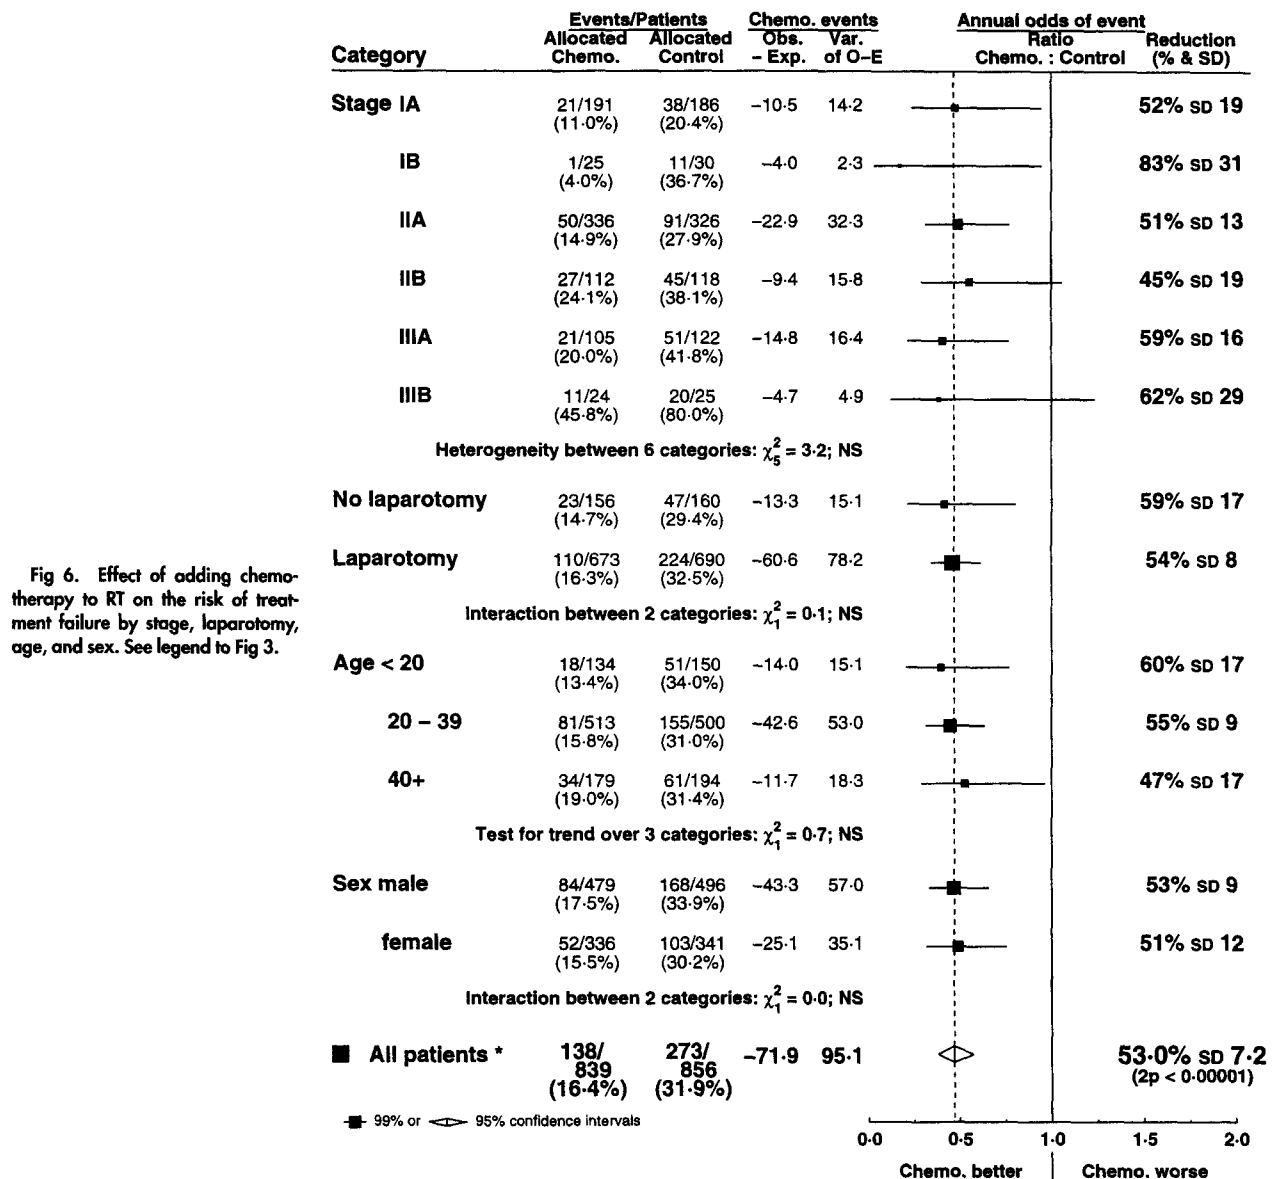 Events/Patients Chemo. events Annual odds of event
Allocated Allocated Obs. Var. Ratio Reduction
Category Chemo. Control – Exp. of O–E Chemo. : Control (% & SD)
Stage IA 21/191 38/186 –10·5 14·2 52% SD 19
(11·0%) (20·4%)
IB 1/25 11/30 –4·0 2·3 83% SD 31
(4·0%) (36·7%)
IIA 50/336 91/326 –22·9 32·3 51% SD 13
(14·9%) (27·9%)
IIB 27/112 45/118 –9·4 15·8 45% SD 19
(24·1%) (38·1%)
IIIA 21/105 51/122 –14·8 16·4 59% SD 16
(20·0%) (41·8%)
IIIB 11/24 20/25 –4·7 4·9 62% SD 29
(45·8%) (80·0%)
Heterogeneity between 6 categories: χ²₅ = 3·2; NS
No laparotomy 23/156 47/160 –13·3 15·1 59% SD 17
(14·7%) (29·4%)
Laparotomy 110/673 224/690 –60·6 78·2 54% SD 8
(16·3%) (32·5%)
Interaction between 2 categories: χ²₁ = 0·1; NS
Fig 6. Effect of adding chemo-
therapy to RT on the risk of treat-
ment failure by stage, laparotomy,
age, and sex. See legend to Fig 3.
Age < 20 18/134 51/150 –14·0 15·1 60% SD 17
(13·4%) (34·0%)
20 – 39 81/513 155/500 –42·6 53·0 55% SD 9
(15·8%) (31·0%)
40+ 34/179 61/194 –11·7 18·3 47% SD 17
(19·0%) (31·4%)
Test for trend over 3 categories: χ²₁ = 0·7; NS
Sex male 84/479 168/496 –43·3 57·0 53% SD 9
(17·5%) (33·9%)
female 52/336 103/341 –25·1 35·1 51% SD 12
(15·5%) (30·2%)
Interaction between 2 categories: χ²₁ = 0·0; NS
All patients * 138/ 273/ –71·9 95·1 53·0% SD 7·2
839 856 (2p < 0·00001)
(16·4%) (31·9%)
99% or 95% confidence intervals
0·0 0·5 1·0 1·5 2·0
Chemo. better Chemo. worse